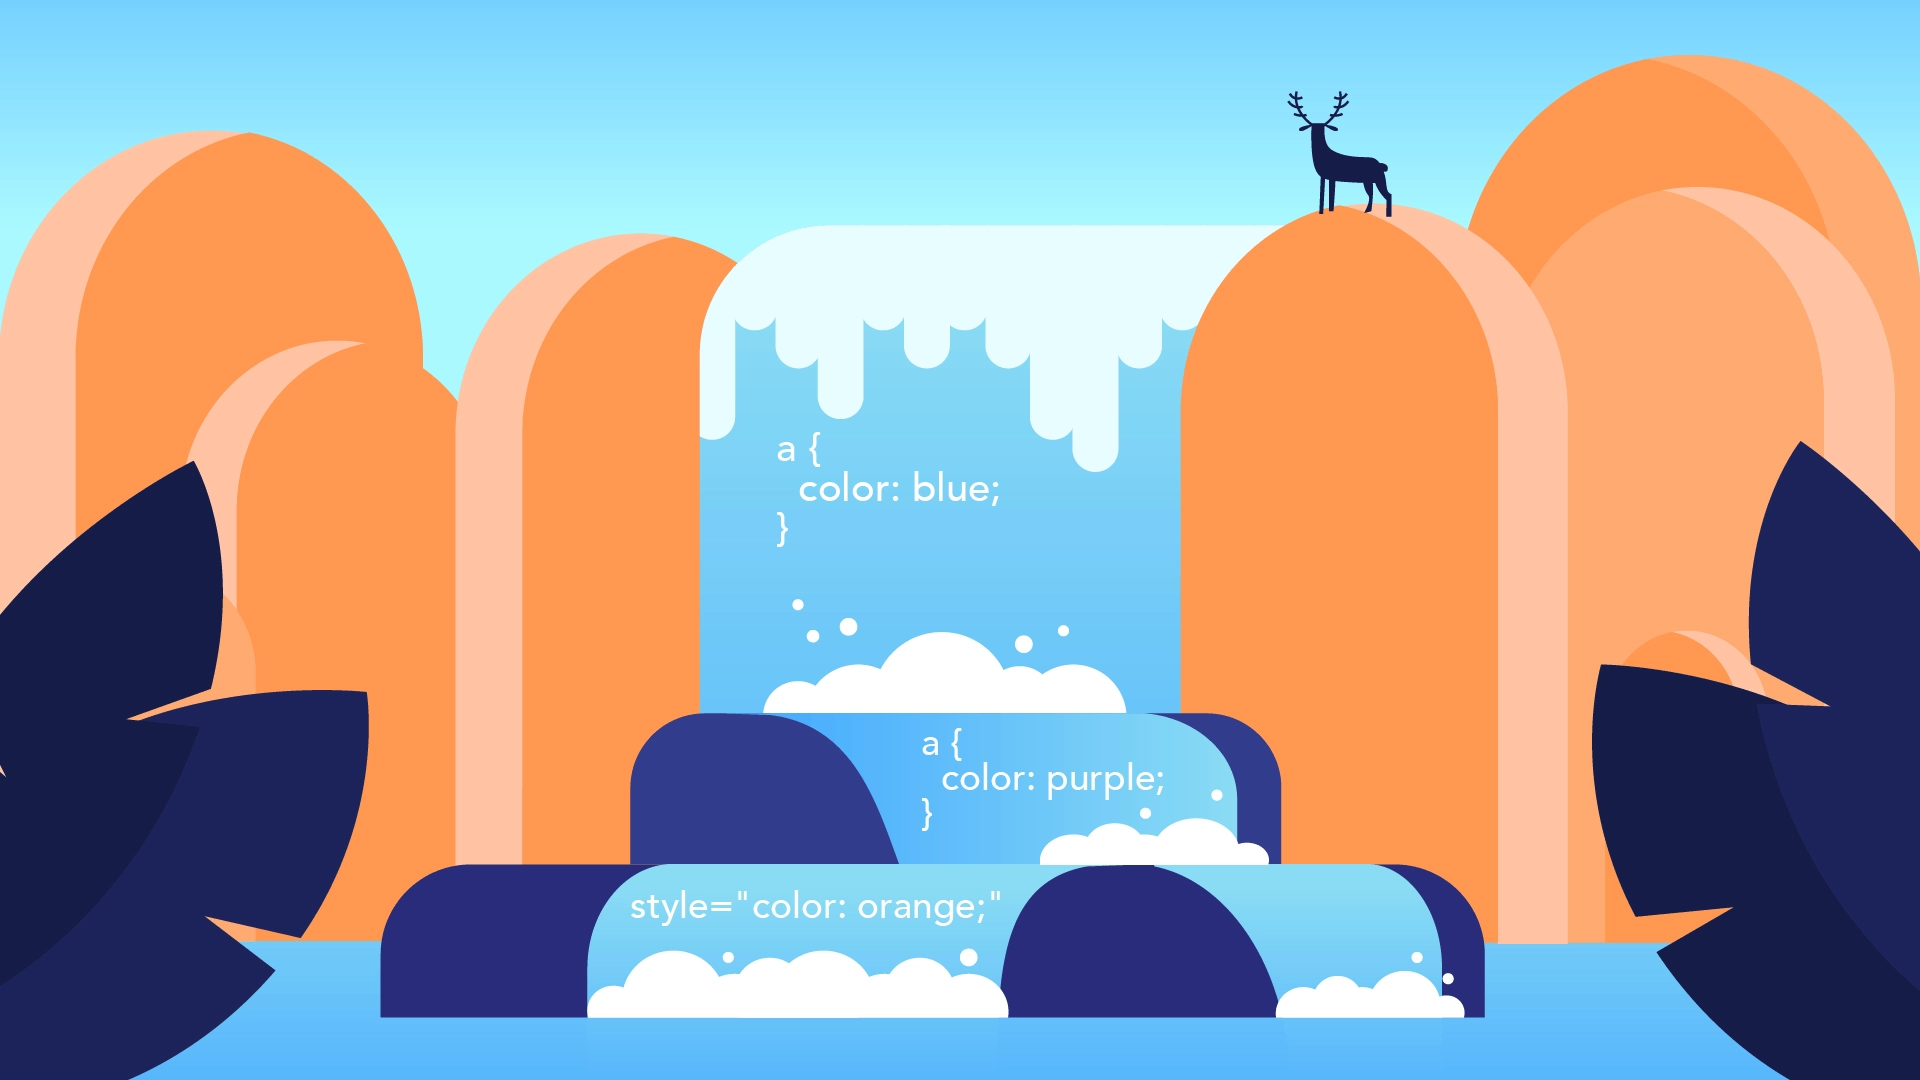 a {
color: blue;
}
a {
color: purple;
}
style="color: orange;"